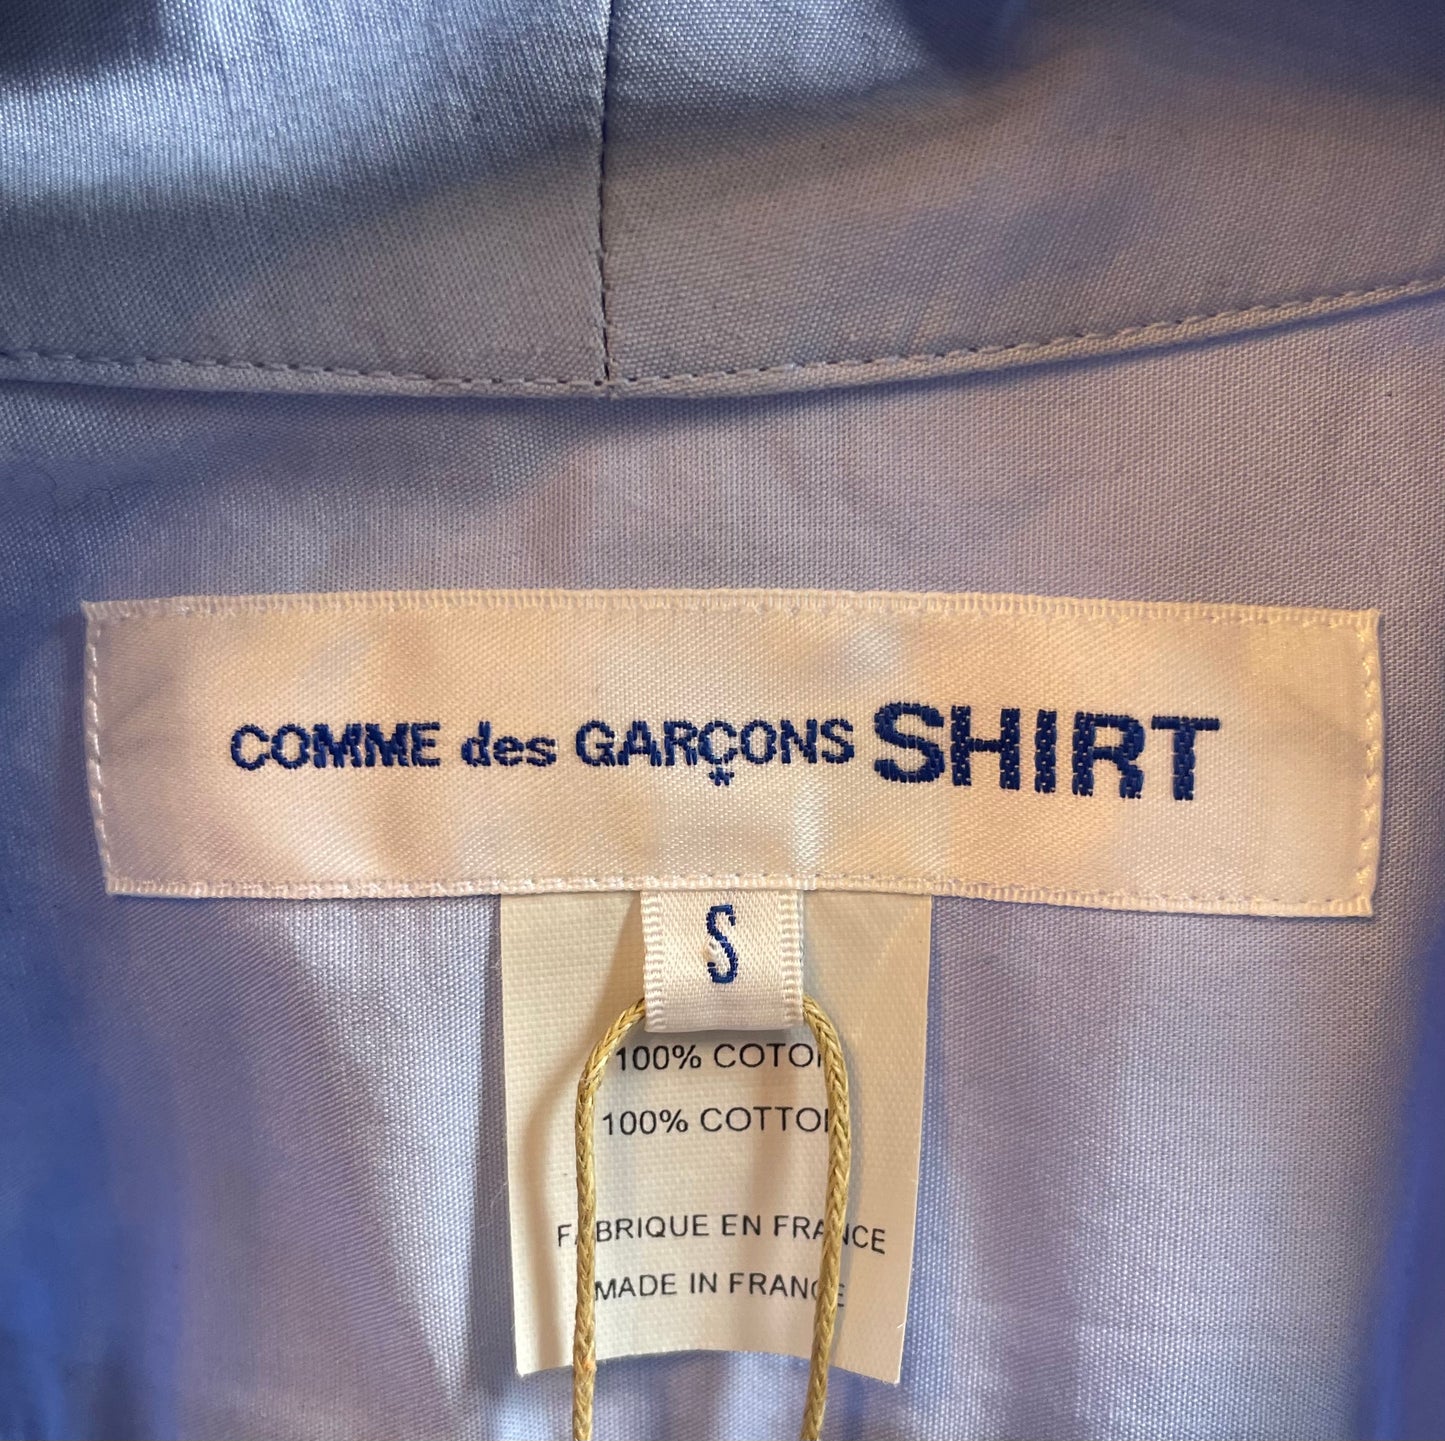 COMME des GARÇONS SHIRT
S
100% COTON
100% COTTON
FABRIQUE EN FRANCE
MADE IN FRANCE